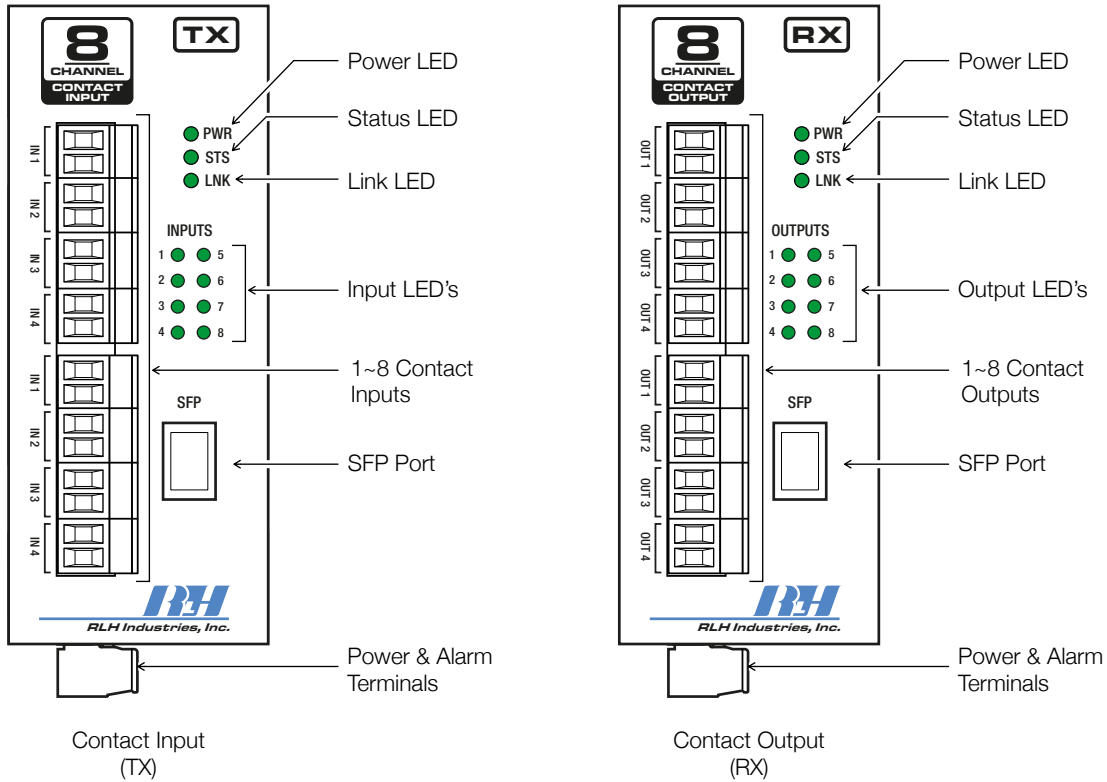 8
CHANNEL
CONTACT
INPUT
TX
PWR
STS
LNK
Power LED
Status LED
Link LED
IN 1
IN 2
IN 3
IN 4
INPUTS
1 5
2 6
3 7
4 8
Input LED's
1~8 Contact
Inputs
IN 1
IN 2
IN 3
IN 4
SFP
SFP Port
RLH
RLH Industries, Inc.
Power & Alarm
Terminals
Contact Input
(TX)
8
CHANNEL
CONTACT
OUTPUT
RX
PWR
STS
LNK
Power LED
Status LED
Link LED
OUT 1
OUT 2
OUT 3
OUT 4
OUTPUTS
1 5
2 6
3 7
4 8
Output LED's
1~8 Contact
Outputs
OUT 1
OUT 2
OUT 3
OUT 4
SFP
SFP Port
RLH
RLH Industries, Inc.
Power & Alarm
Terminals
Contact Output
(RX)